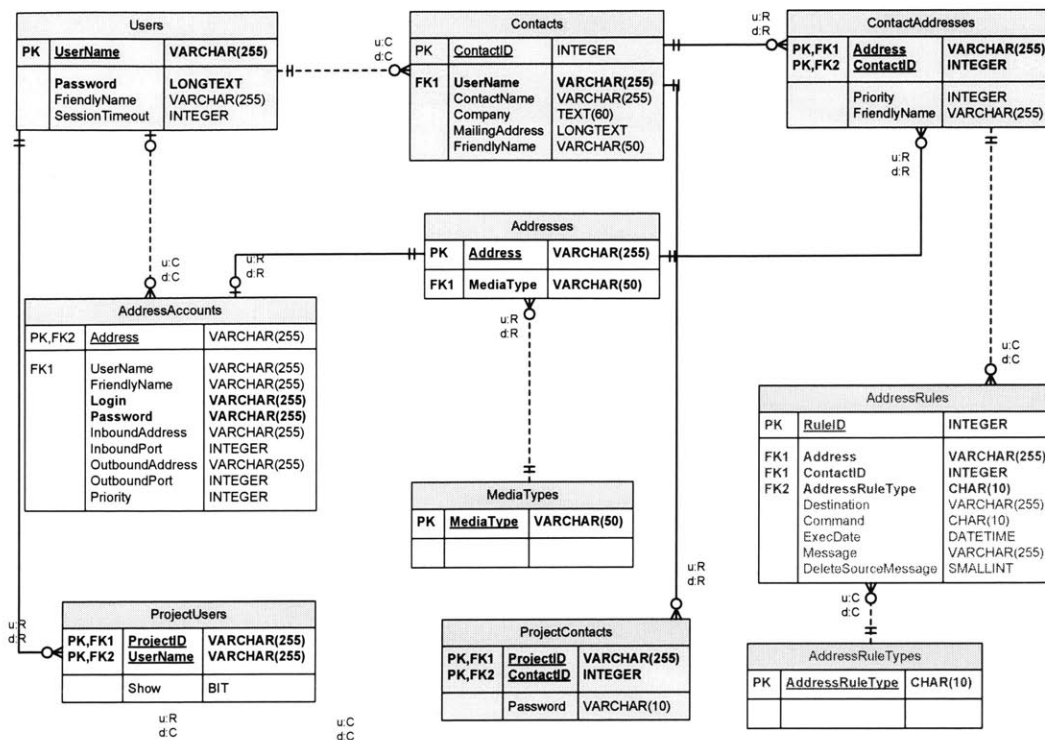 Users
PK UserName VARCHAR(255)
Password LONGTEXT
FriendlyName VARCHAR(255)
SessionTimeout INTEGER
u:C
d:C
Contacts
PK ContactID INTEGER
FK1 UserName VARCHAR(255)
ContactName VARCHAR(255)
Company TEXT(60)
MailingAddress LONGTEXT
FriendlyName VARCHAR(50)
u:R
d:R
ContactAddresses
PK,FK1 Address VARCHAR(255)
PK,FK2 ContactID INTEGER
Priority INTEGER
FriendlyName VARCHAR(255)
u:R
d:R
Addresses
PK Address VARCHAR(255)
FK1 MediaType VARCHAR(50)
u:C
d:C
u:R
d:R
AddressAccounts
PK,FK2 Address VARCHAR(255)
FK1 UserName VARCHAR(255)
FriendlyName VARCHAR(255)
Login VARCHAR(255)
Password VARCHAR(255)
InboundAddress VARCHAR(255)
InboundPort INTEGER
OutboundAddress VARCHAR(255)
OutboundPort INTEGER
Priority INTEGER
u:R
d:R
u:C
d:C
AddressRules
PK RuleID INTEGER
FK1 Address VARCHAR(255)
FK1 ContactID INTEGER
FK2 AddressRuleType CHAR(10)
Destination VARCHAR(255)
Command CHAR(10)
ExecDate DATETIME
Message VARCHAR(255)
DeleteSourceMessage SMALLINT
MediaTypes
PK MediaType VARCHAR(50)
u:R
d:R
u:C
d:C
u:R
d:R
ProjectUsers
PK,FK1 ProjectID VARCHAR(255)
PK,FK2 UserName VARCHAR(255)
Show BIT
ProjectContacts
PK,FK1 ProjectID VARCHAR(255)
PK,FK2 ContactID INTEGER
Password VARCHAR(10)
AddressRuleTypes
PK AddressRuleType CHAR(10)
u:R
d:C
u:C
d:C